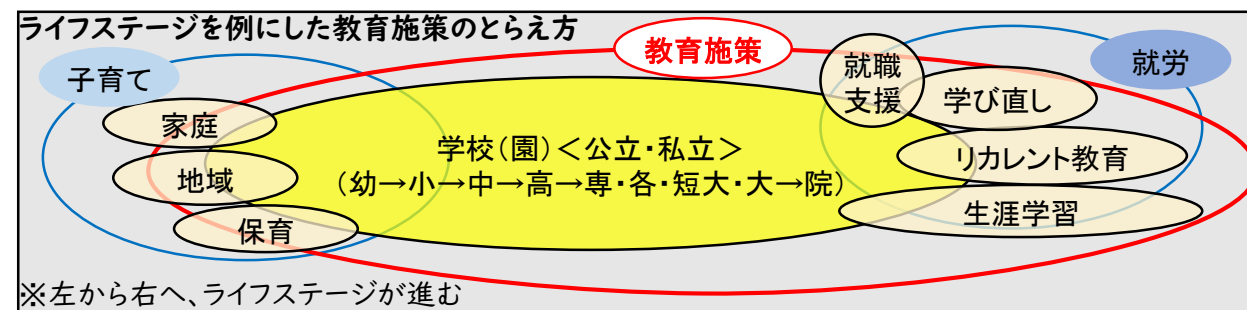 ライフステージを例にした教育施策のとらえ方
教育施策
子育て
就労
就職
支援
学び直し
家庭
学校(園)<公立・私立>
リカレント教育
地域
(幼→小→中→高→専・各・短大・大→院)
生涯学習
保育
※左から右へ、ライフステージが進む